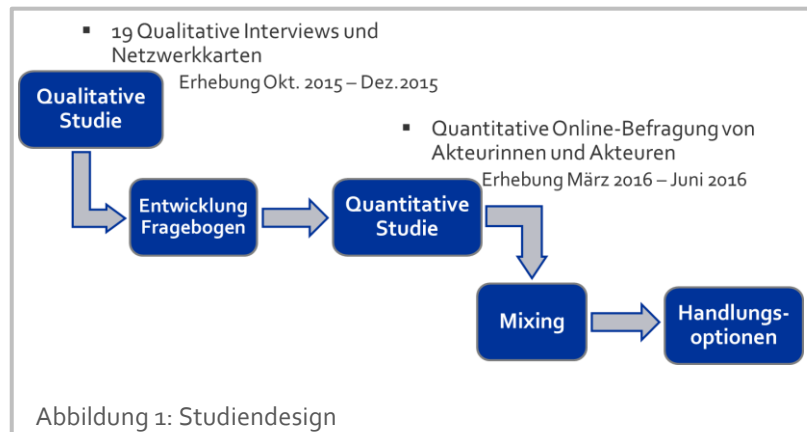 ▪ 19 Qualitative Interviews und
Netzwerkkarten
Erhebung Okt. 2015 – Dez.2015
Qualitative
Studie
▪ Quantitative Online-Befragung von
Akteurinnen und Akteuren
Erhebung März 2016 – Juni 2016
Entwicklung
Fragebogen
Quantitative
Studie
Mixing
Handlungs-
optionen
Abbildung 1: Studiendesign